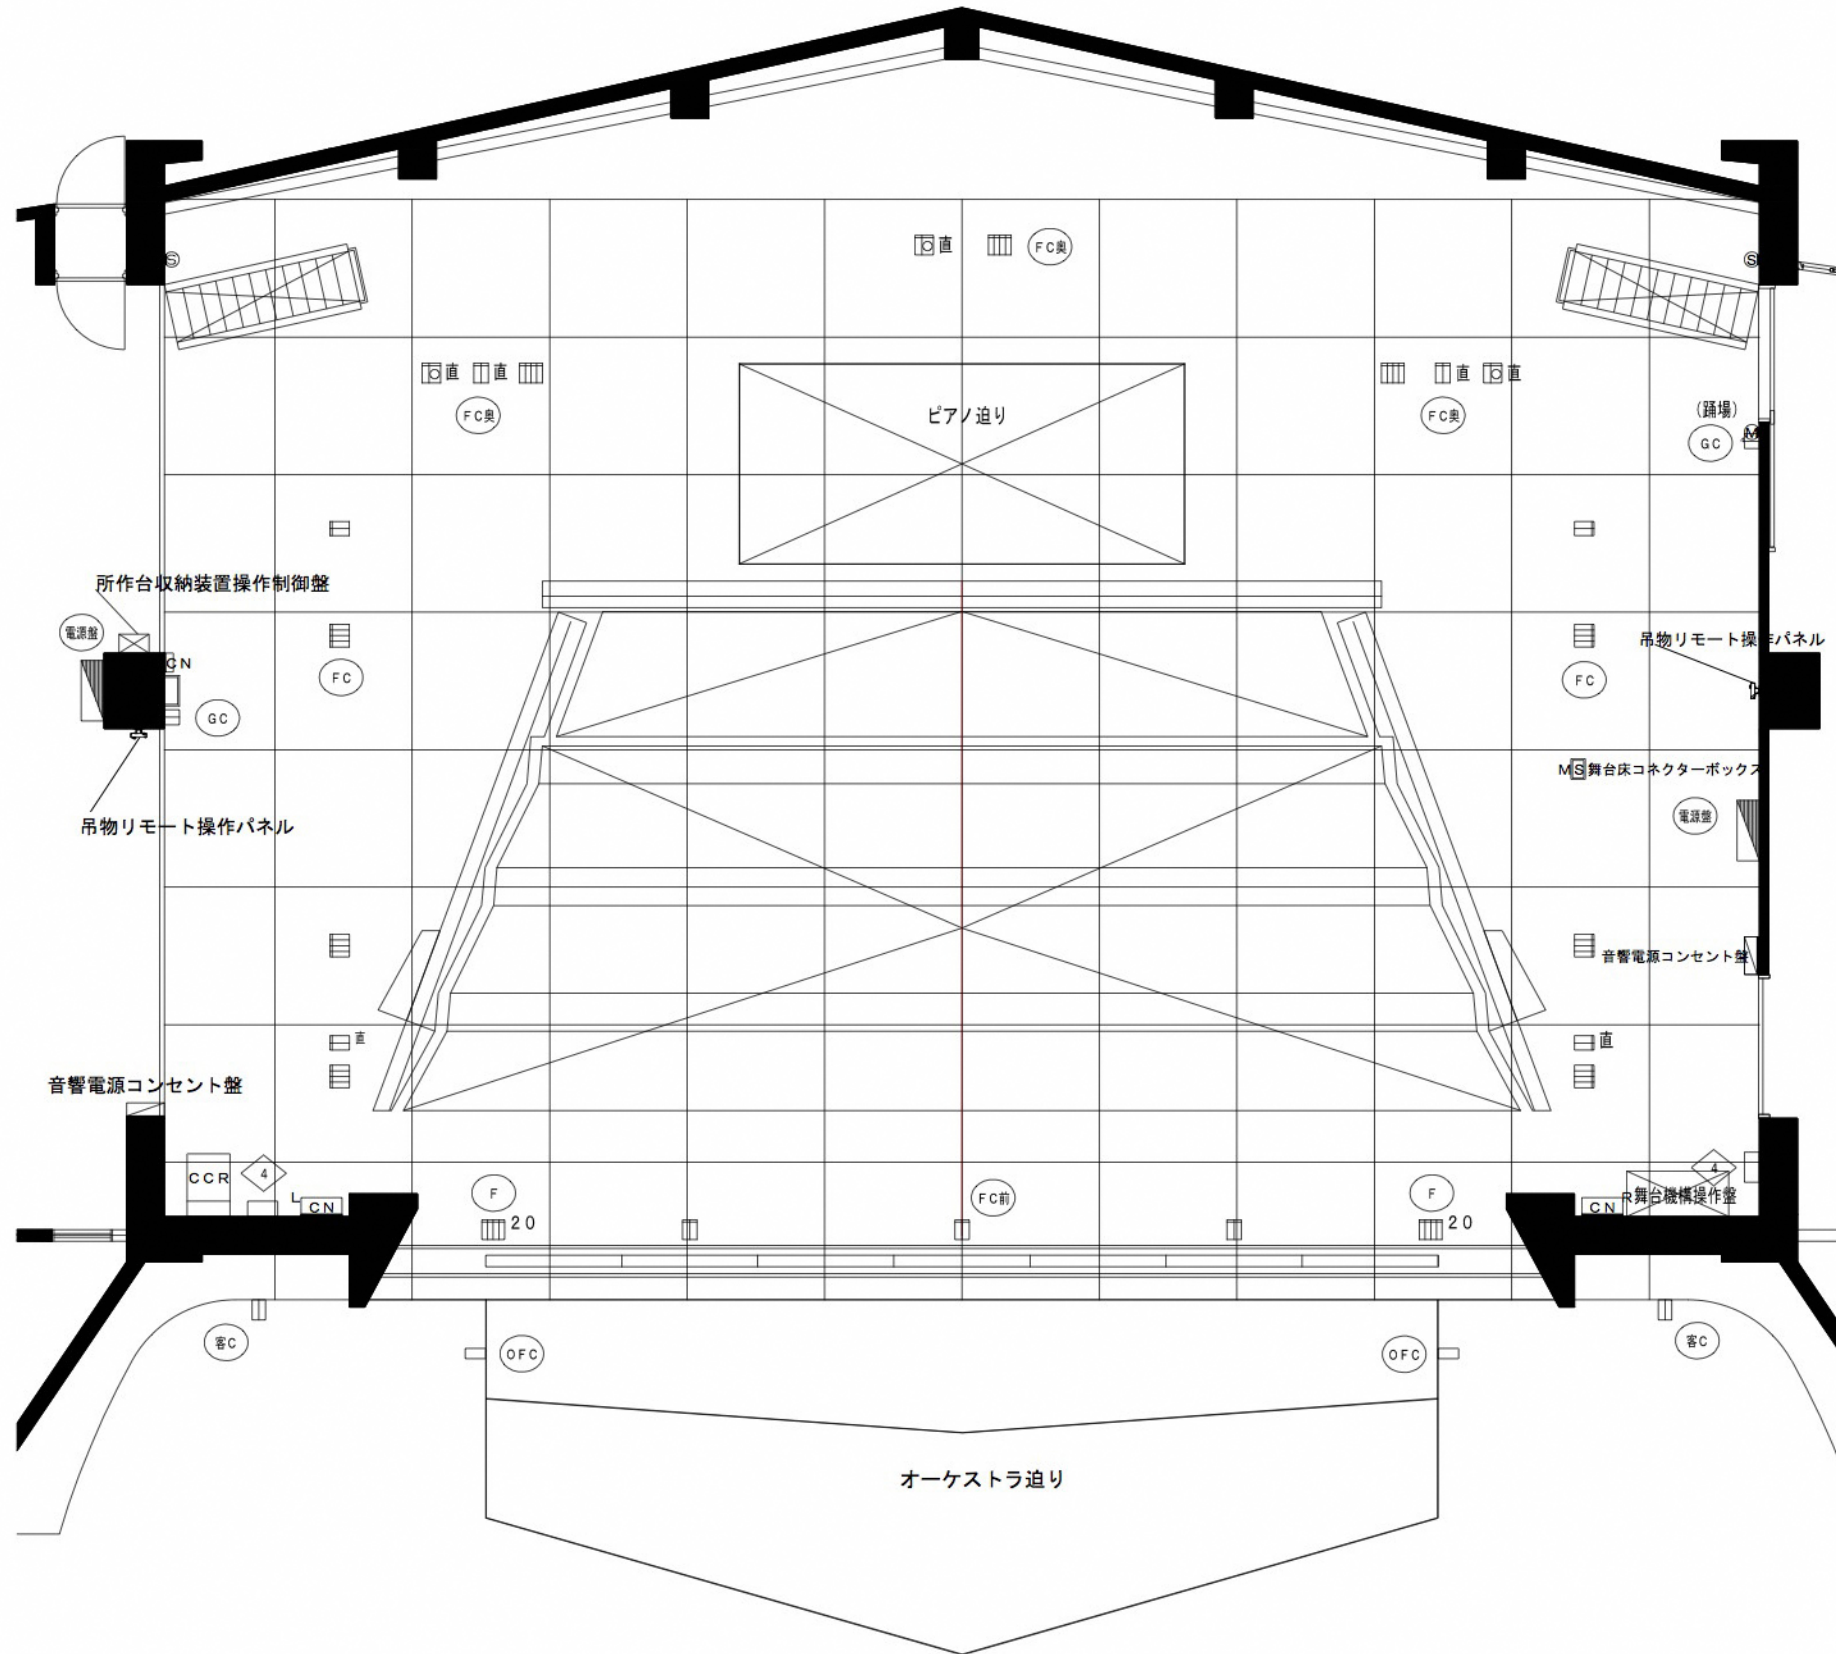 直
FC奥
S
S
直
直
直
直
FC奥
FC奥
ピアノ迫り
(踊場)
GC
M
所作台収納装置操作制御盤
電源盤
吊物リモート操作パネル
CN
FC
FC
GC
MS舞台床コネクターボックス
電源盤
吊物リモート操作パネル
音響電源コンセント盤
直
直
音響電源コンセント盤
CCR
4
4
L
CN
F
FC前
F
R舞台機構操作盤
CN
20
20
客C
OFC
OFC
客C
オーケストラ迫り